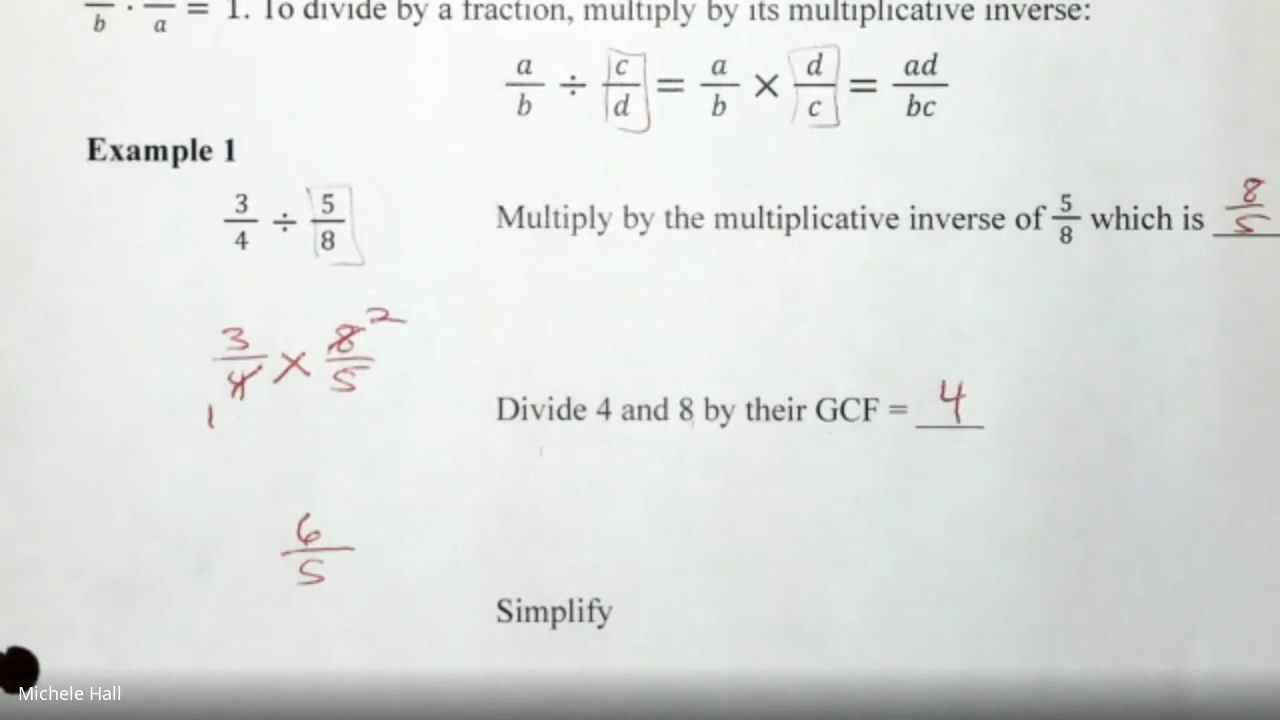 b · a = 1. To divide by a fraction, multiply by its multiplicative inverse:
a/b ÷ c/d = a/b × d/c = ad/bc
Example 1
3/4 ÷ 5/8 Multiply by the multiplicative inverse of 5/8 which is 8/5
3/4 × 8/5 2
1
Divide 4 and 8 by their GCF = 4
6/5
Simplify
Michele Hall